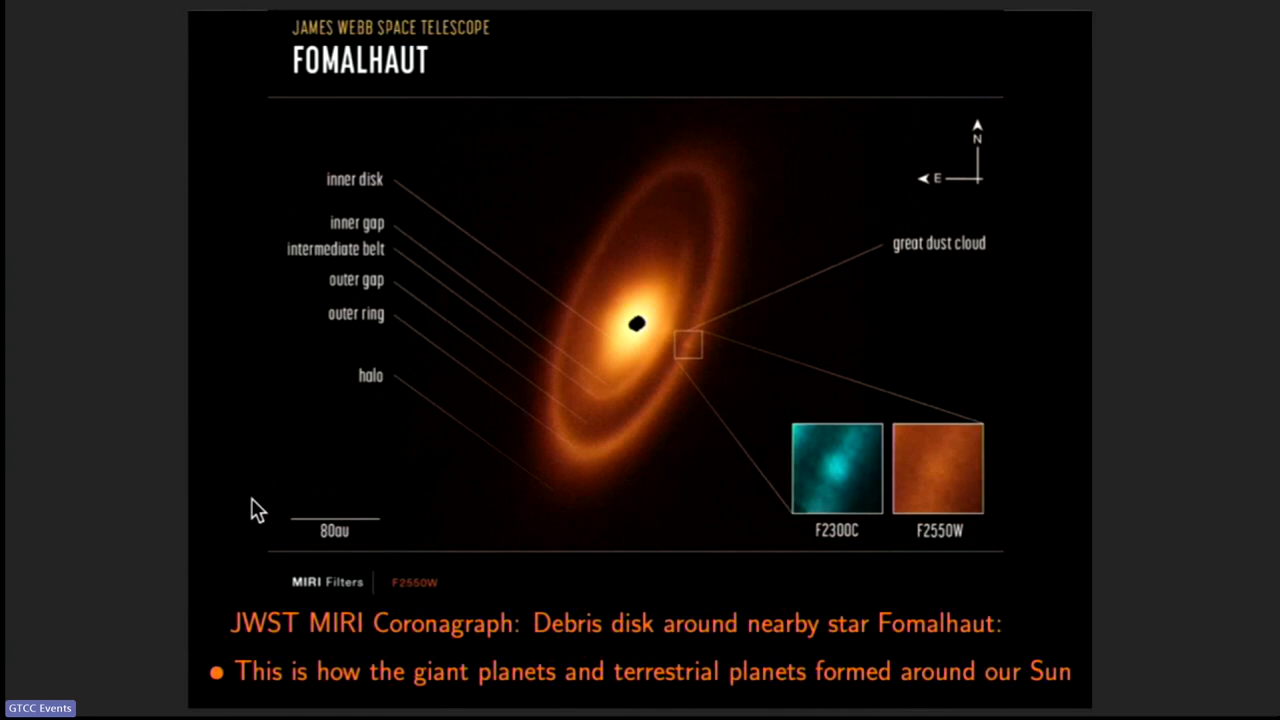 JAMES WEBB SPACE TELESCOPE
FOMALHAUT
N
E
inner disk
inner gap
intermediate belt
outer gap
outer ring
halo
great dust cloud
80au
F2300C
F2550W
MIRI Filters
F2550W
JWST MIRI Coronagraph: Debris disk around nearby star Fomalhaut:
• This is how the giant planets and terrestrial planets formed around our Sun
GTCC Events